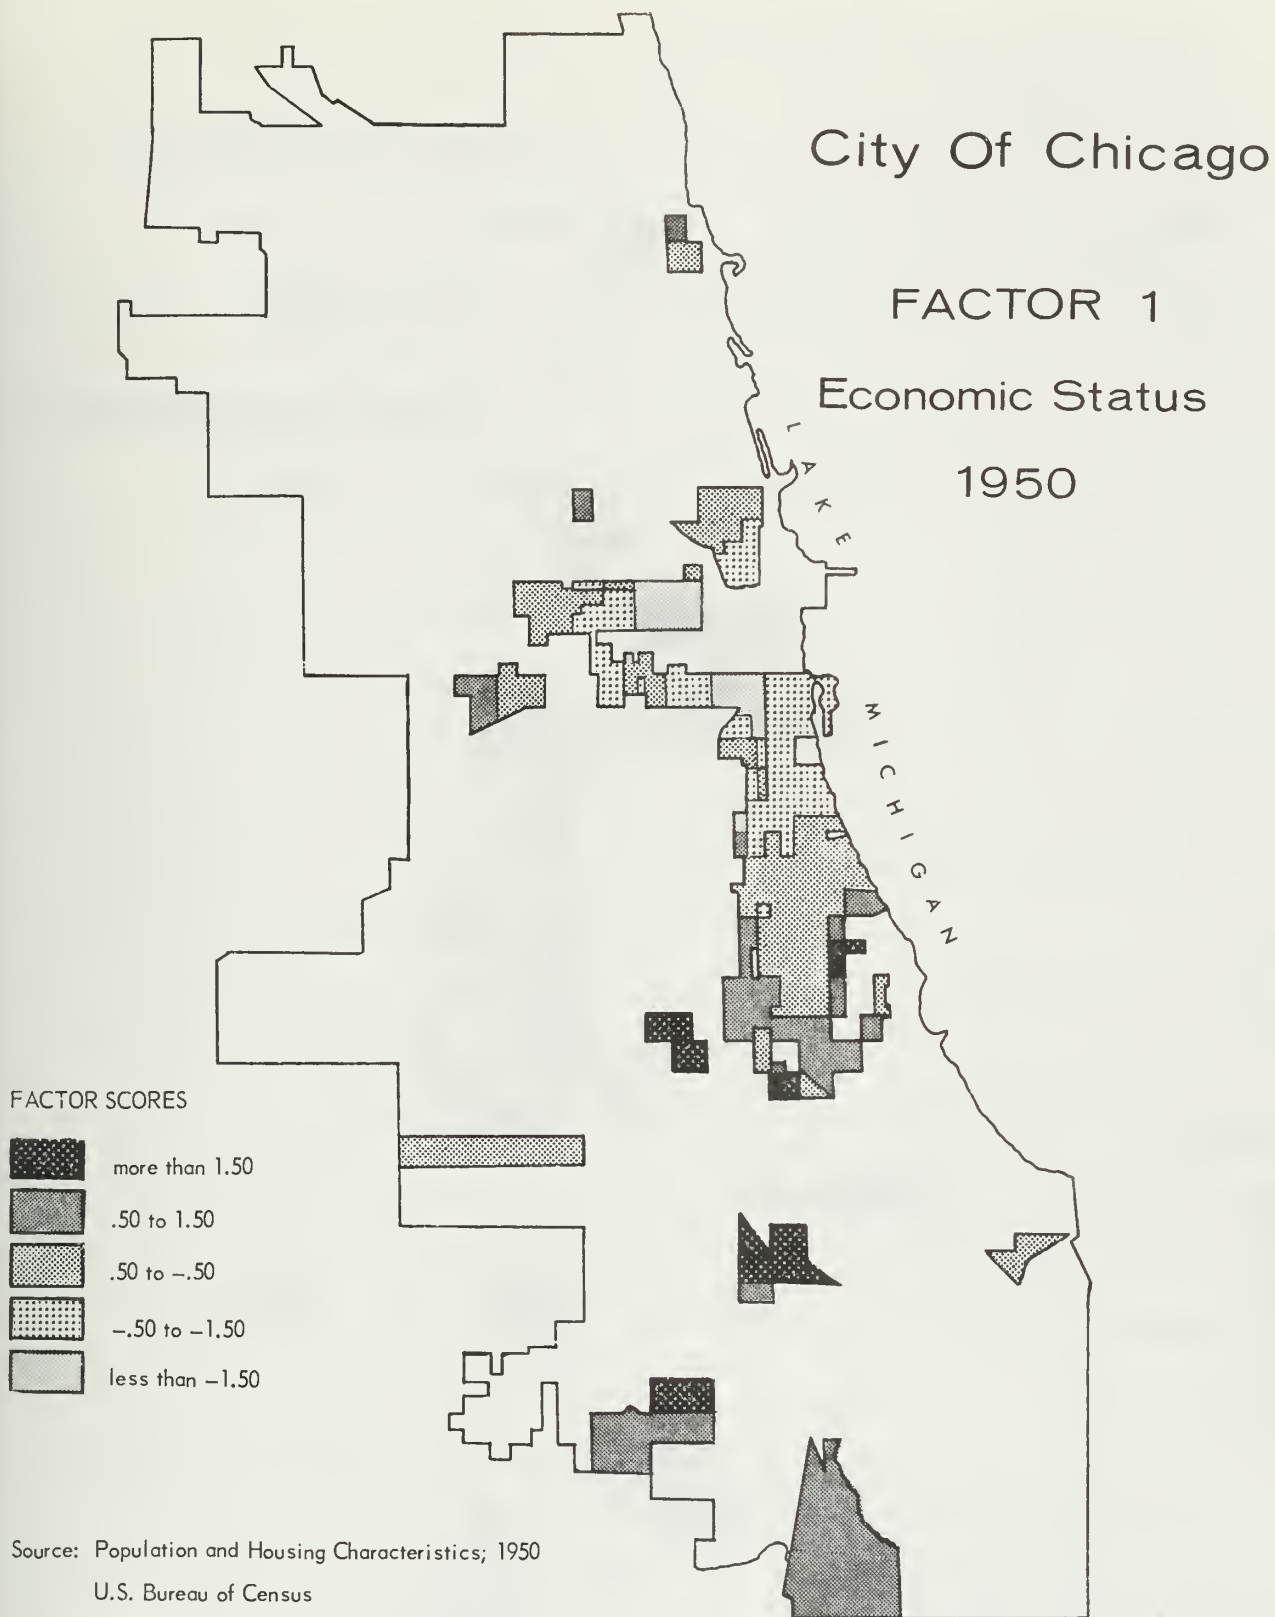 City Of Chicago
FACTOR 1
Economic Status
1950
LAKE
MICHIGAN
FACTOR SCORES
more than 1.50
.50 to 1.50
.50 to –.50
–.50 to –1.50
less than –1.50
Source: Population and Housing Characteristics; 1950
U.S. Bureau of Census